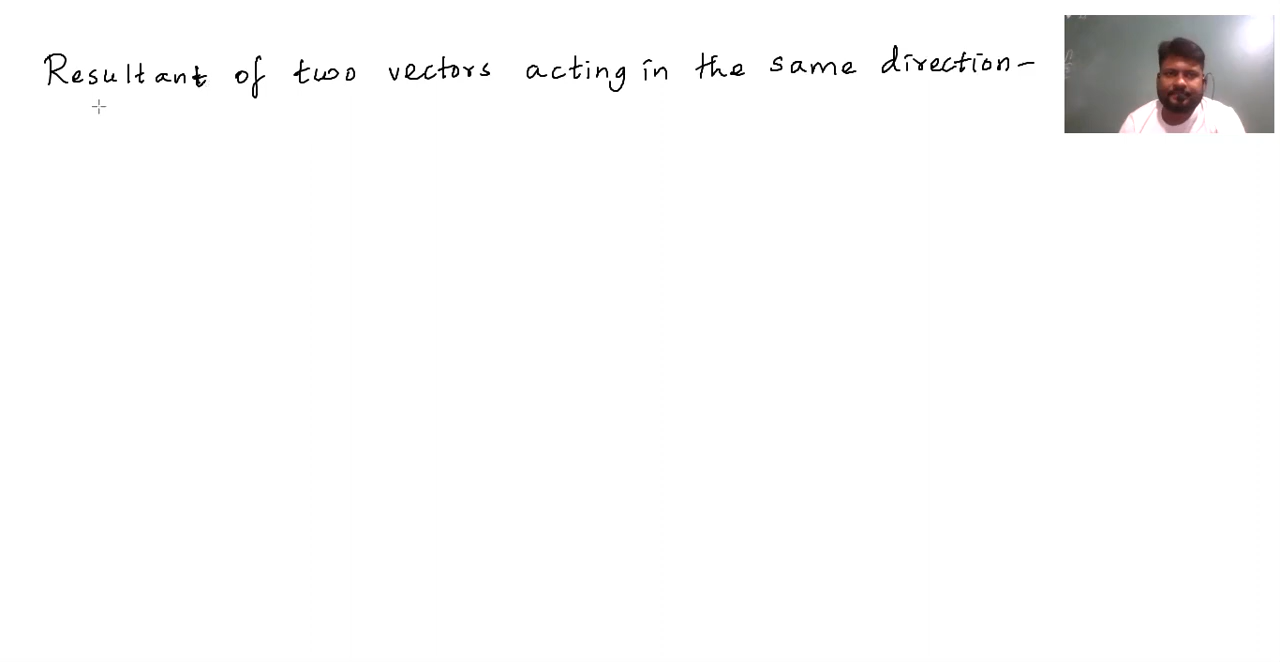 Resultant of two vectors acting in the same direction-